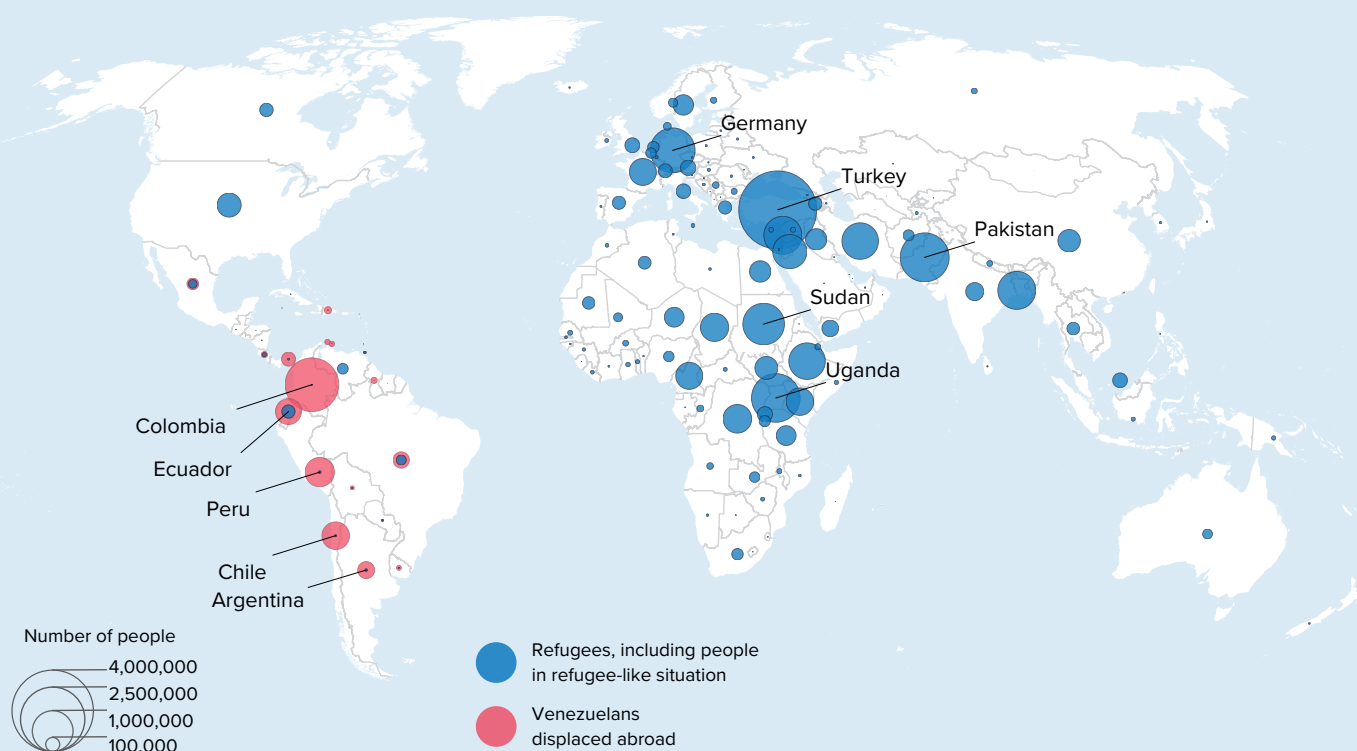 Germany
Turkey
Pakistan
Sudan
Uganda
Colombia
Ecuador
Peru
Chile
Argentina
Number of people
4,000,000
2,500,000
1,000,000
100,000
Refugees, including people
in refugee-like situation
Venezuelans
displaced abroad